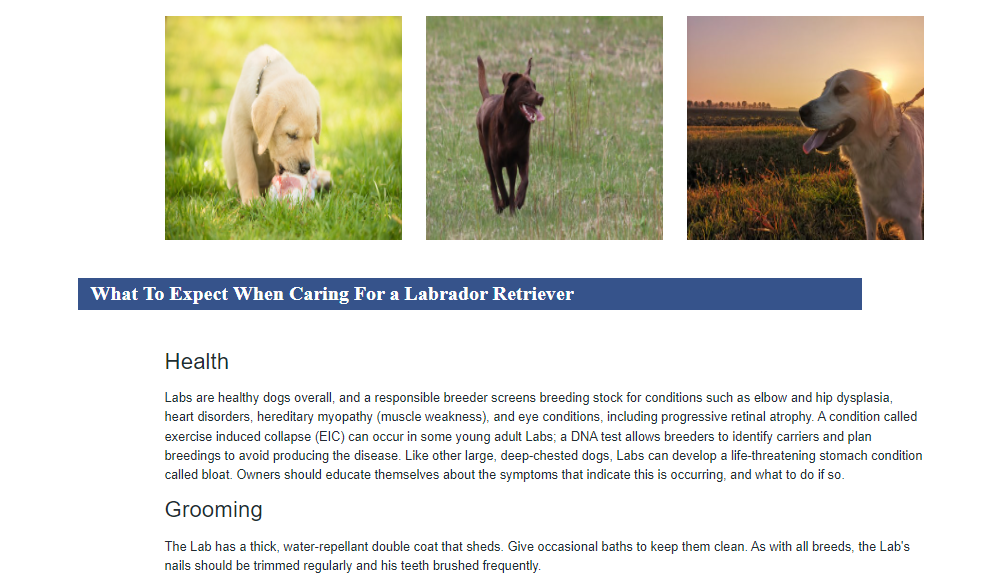 What To Expect When Caring For a Labrador Retriever
Health
Labs are healthy dogs overall, and a responsible breeder screens breeding stock for conditions such as elbow and hip dysplasia,
heart disorders, hereditary myopathy (muscle weakness), and eye conditions, including progressive retinal atrophy. A condition called
exercise induced collapse (EIC) can occur in some young adult Labs; a DNA test allows breeders to identify carriers and plan
breedings to avoid producing the disease. Like other large, deep-chested dogs, Labs can develop a life-threatening stomach condition
called bloat. Owners should educate themselves about the symptoms that indicate this is occurring, and what to do if so.
Grooming
The Lab has a thick, water-repellant double coat that sheds. Give occasional baths to keep them clean. As with all breeds, the Lab's
nails should be trimmed regularly and his teeth brushed frequently.